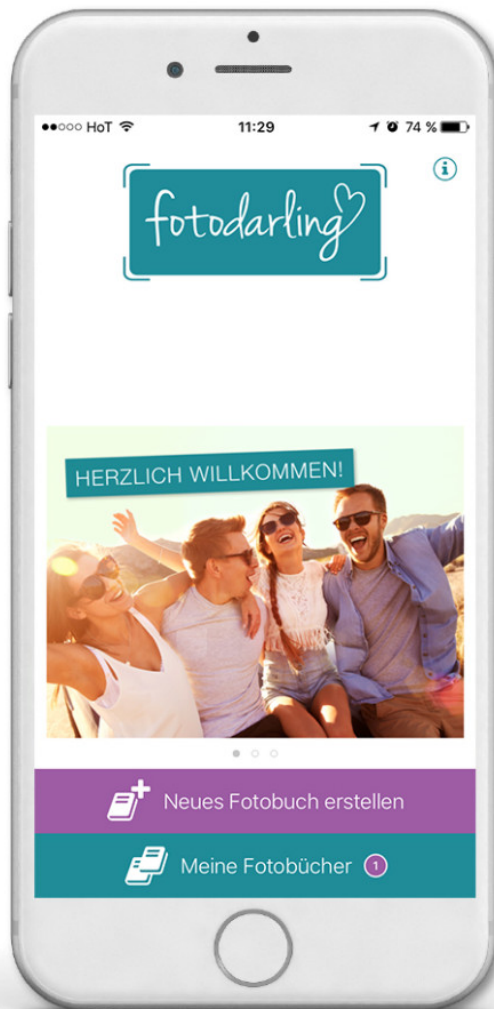 HoT 11:29 74 %
i
fotodarling
HERZLICH WILLKOMMEN!
Neues Fotobuch erstellen
Meine Fotobücher 1